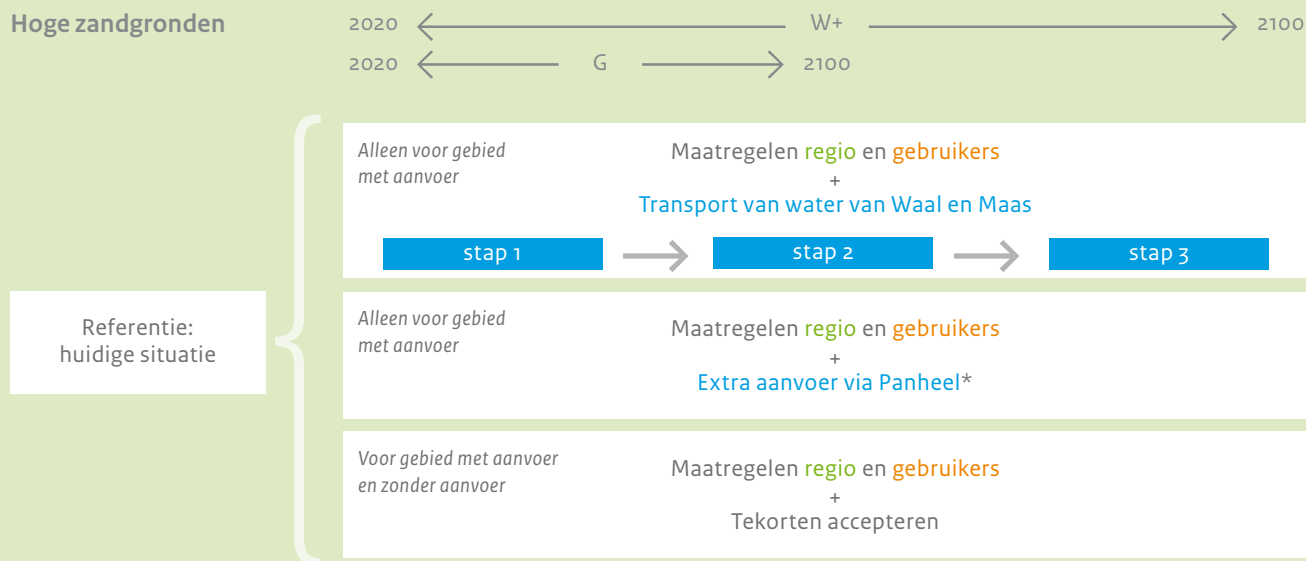 Hoge zandgronden
2020 W+ 2100
2020 G 2100
Alleen voor gebied
met aanvoer
Maatregelen regio en gebruikers
+
Transport van water van Waal en Maas
stap 1 stap 2 stap 3
Referentie:
huidige situatie
Alleen voor gebied
met aanvoer
Maatregelen regio en gebruikers
+
Extra aanvoer via Panheel*
Voor gebied met aanvoer
en zonder aanvoer
Maatregelen regio en gebruikers
+
Tekorten accepteren